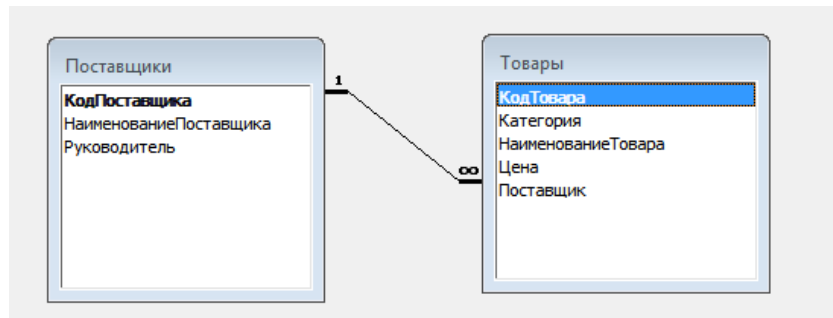 Поставщики
КодПоставщика
НаименованиеПоставщика
Руководитель
1
∞
Товары
КодТовара
Категория
НаименованиеТовара
Цена
Поставщик